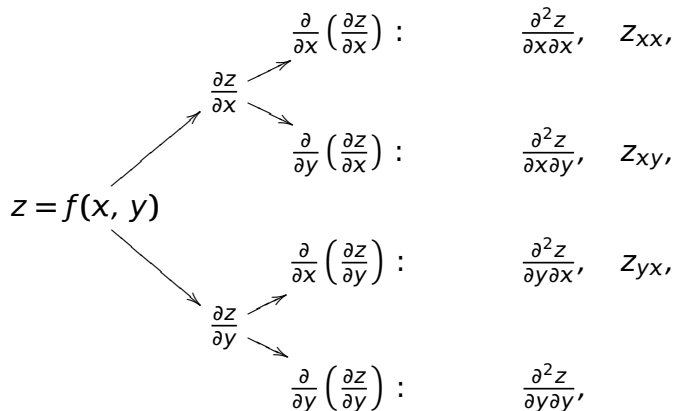 ∂/∂x (∂z/∂x) : ∂²z/∂x∂x, z_xx,
∂z/∂x
∂/∂y (∂z/∂x) : ∂²z/∂x∂y, z_xy,
z = f(x, y)
∂/∂x (∂z/∂y) : ∂²z/∂y∂x, z_yx,
∂z/∂y
∂/∂y (∂z/∂y) : ∂²z/∂y∂y,